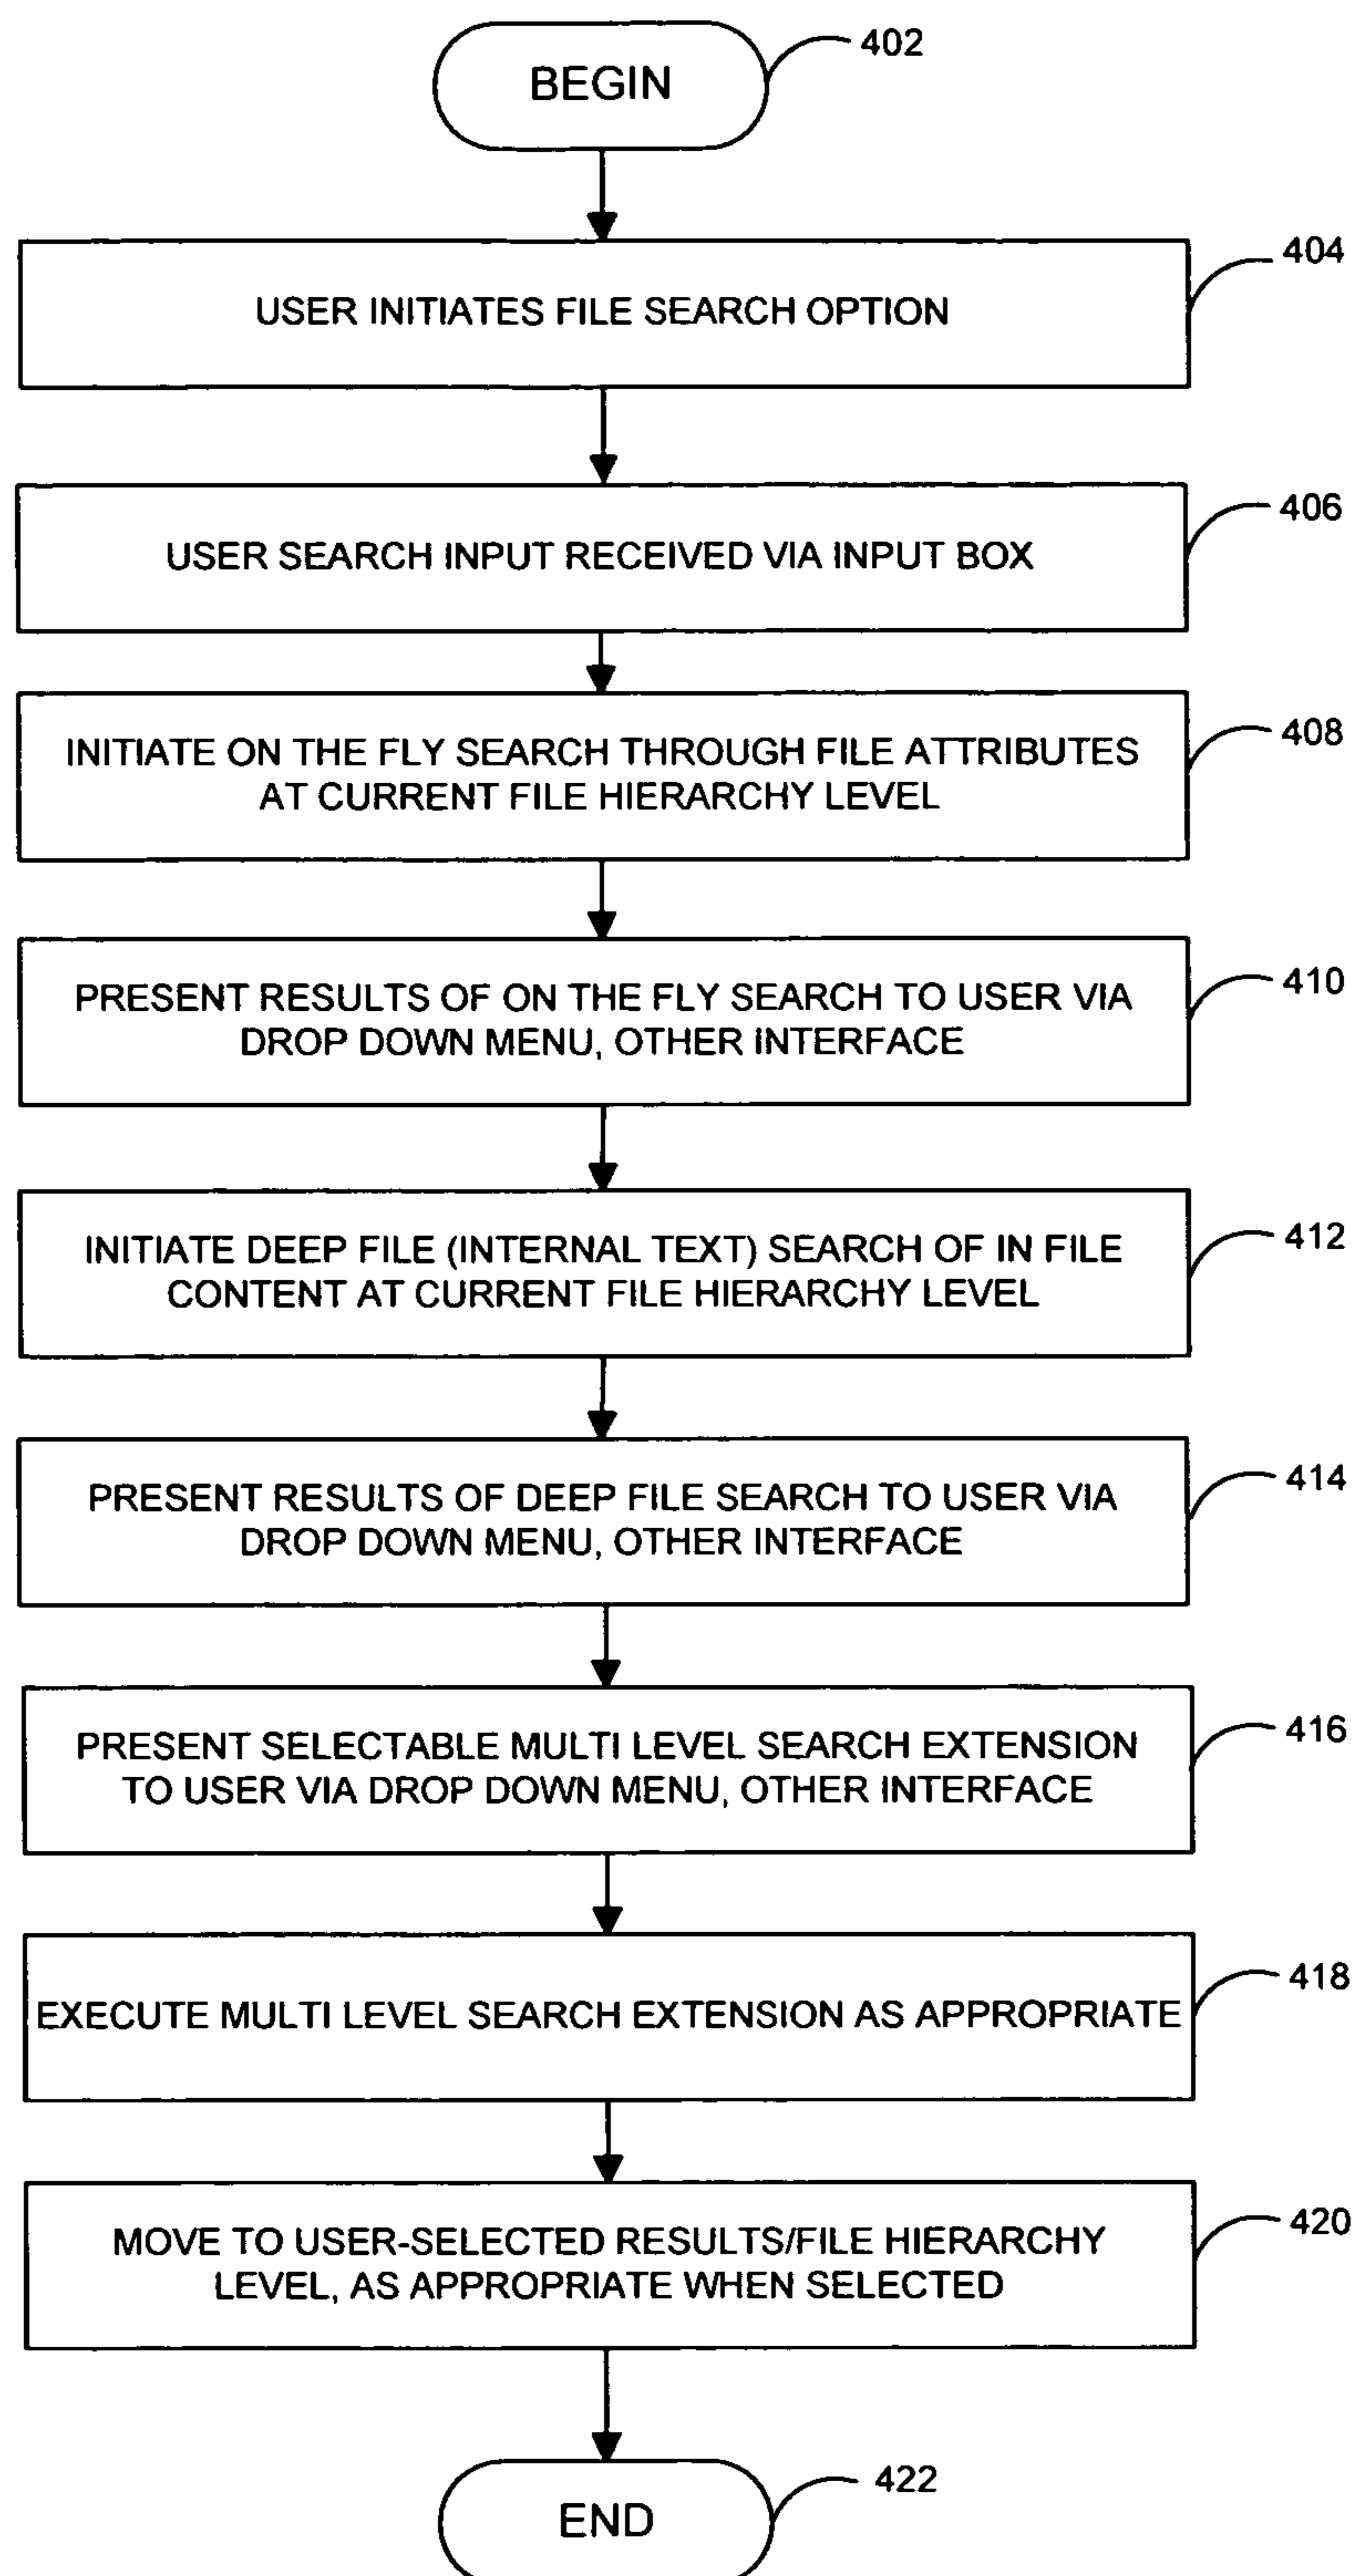 BEGIN
402
USER INITIATES FILE SEARCH OPTION
404
USER SEARCH INPUT RECEIVED VIA INPUT BOX
406
INITIATE ON THE FLY SEARCH THROUGH FILE ATTRIBUTES
AT CURRENT FILE HIERARCHY LEVEL
408
PRESENT RESULTS OF ON THE FLY SEARCH TO USER VIA
DROP DOWN MENU, OTHER INTERFACE
410
INITIATE DEEP FILE (INTERNAL TEXT) SEARCH OF IN FILE
CONTENT AT CURRENT FILE HIERARCHY LEVEL
412
PRESENT RESULTS OF DEEP FILE SEARCH TO USER VIA
DROP DOWN MENU, OTHER INTERFACE
414
PRESENT SELECTABLE MULTI LEVEL SEARCH EXTENSION
TO USER VIA DROP DOWN MENU, OTHER INTERFACE
416
EXECUTE MULTI LEVEL SEARCH EXTENSION AS APPROPRIATE
418
MOVE TO USER-SELECTED RESULTS/FILE HIERARCHY
LEVEL, AS APPROPRIATE WHEN SELECTED
420
END
422